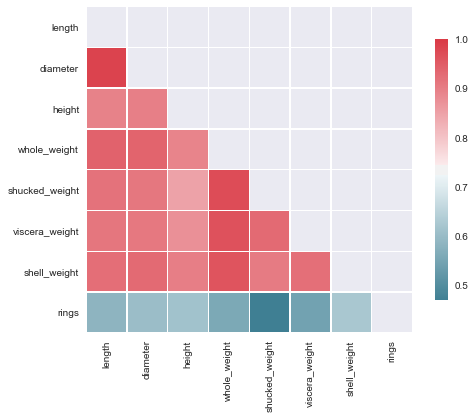 length
diameter
height
whole_weight
shucked_weight
viscera_weight
shell_weight
rings
length
diameter
height
whole_weight
shucked_weight
viscera_weight
shell_weight
rings
1.0
0.9
0.8
0.7
0.6
0.5